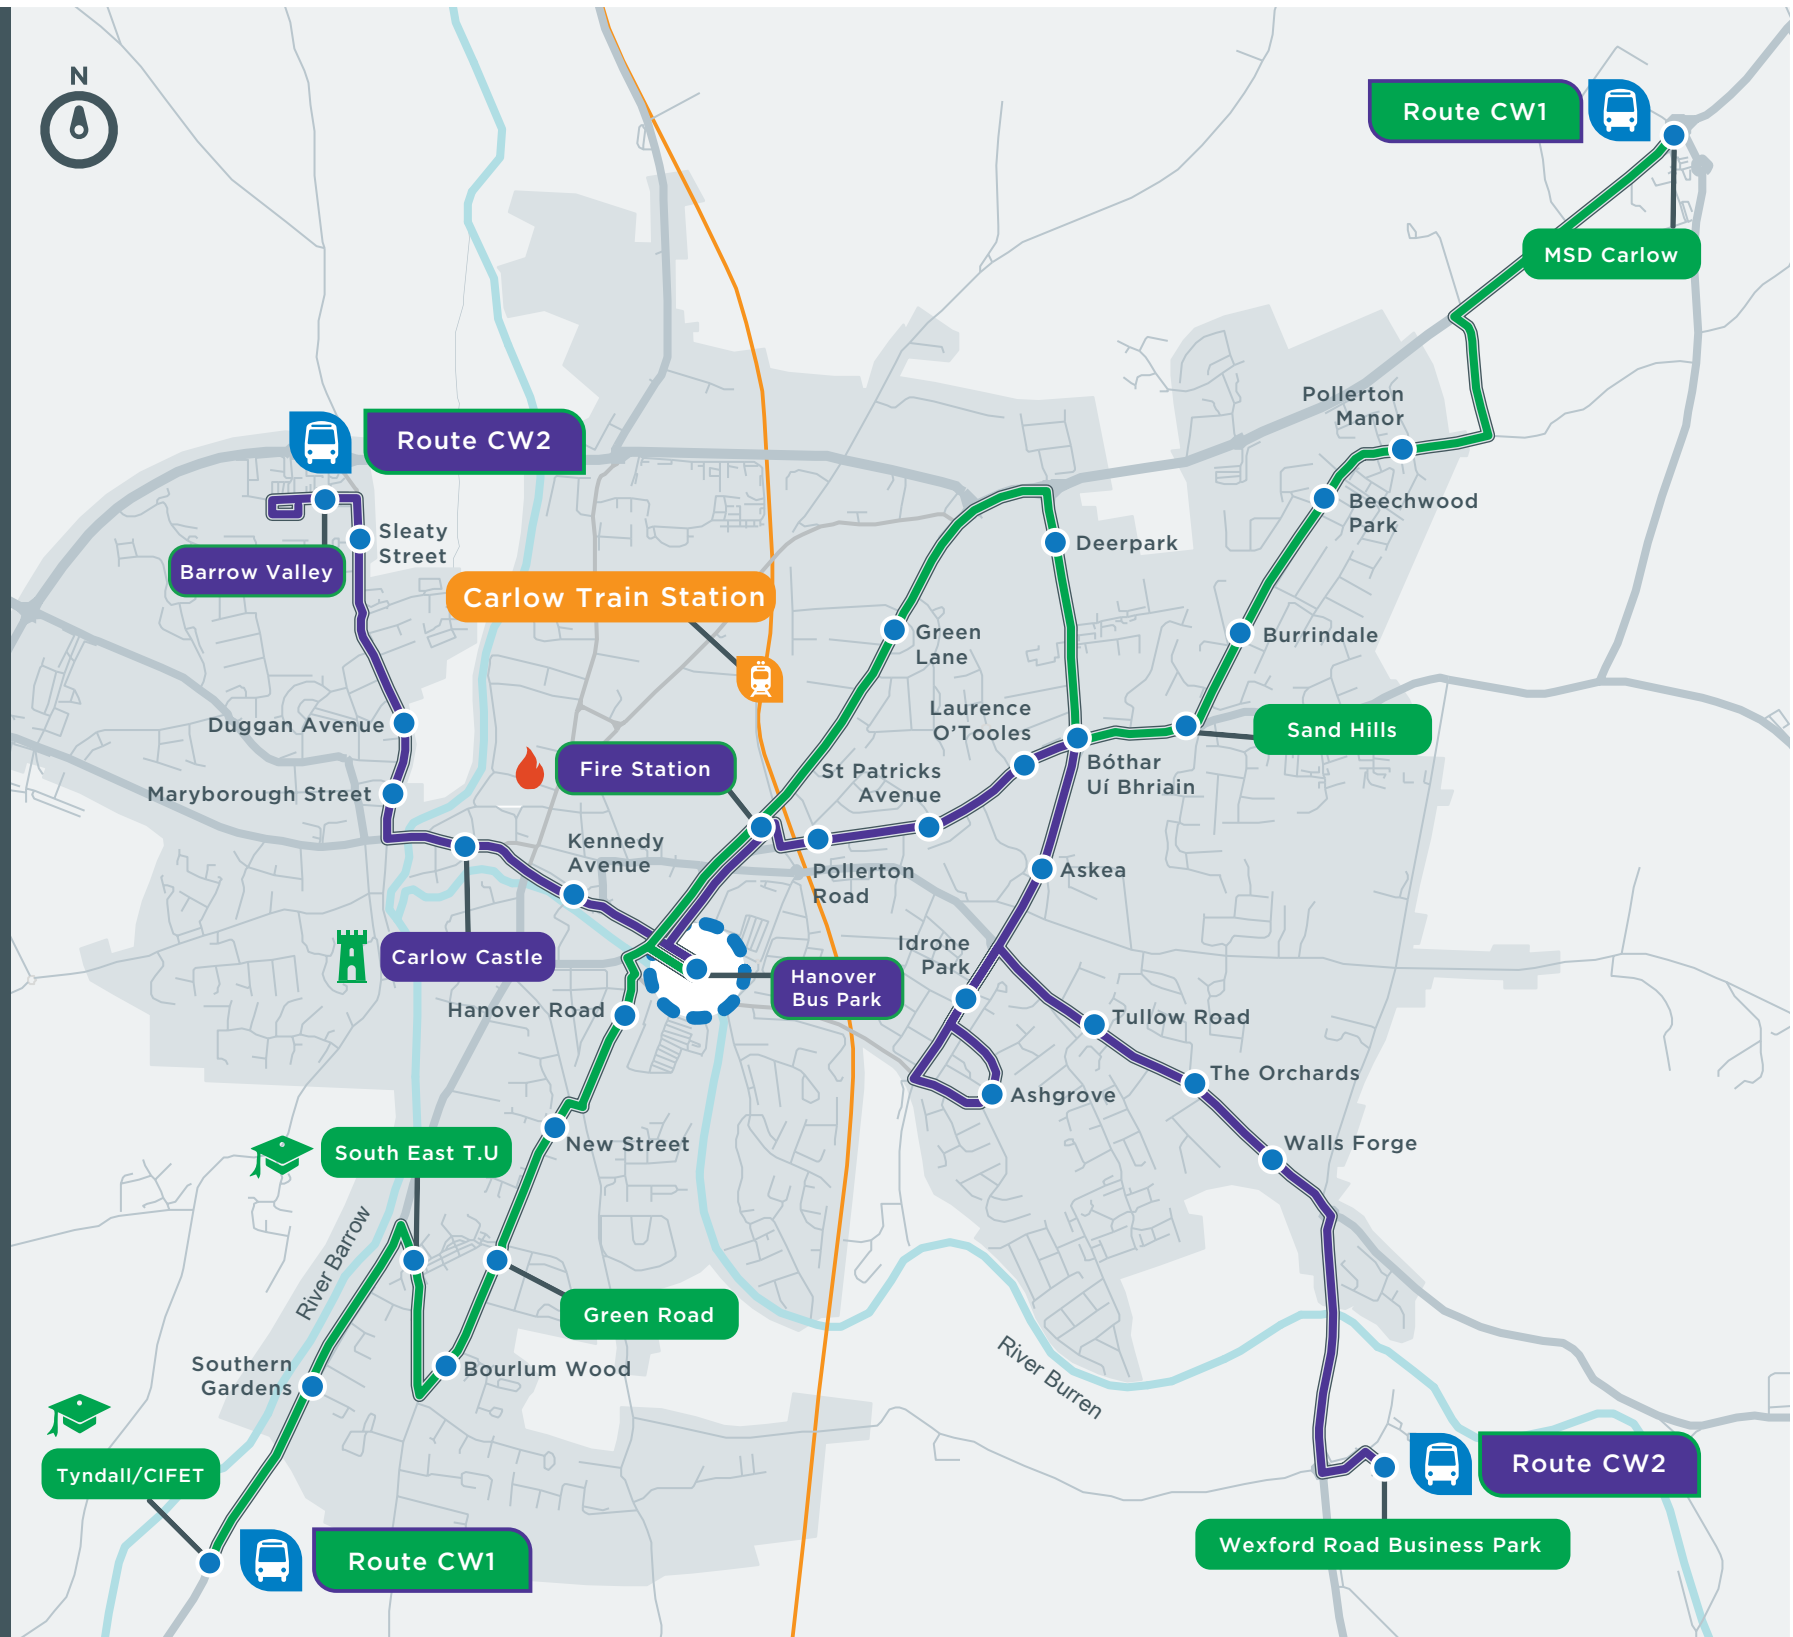 N
Route CW1
MSD Carlow
Pollerton
Manor
Route CW2
Beechwood
Park
Sleaty
Street
Deerpark
Barrow Valley
Carlow Train Station
Green
Lane
Burrindale
Laurence
O'Tooles
Duggan Avenue
Sand Hills
Fire Station
St Patricks
Avenue
Bóthar
Uí Bhriain
Maryborough Street
Kennedy
Avenue
Pollerton
Road
Askea
Carlow Castle
Idrone
Park
Hanover
Bus Park
Hanover Road
Tullow Road
The Orchards
Ashgrove
New Street
Walls Forge
South East T.U
River Barrow
Green Road
Southern
Gardens
Bourlum Wood
River Burren
Tyndall/CIFET
Route CW2
Wexford Road Business Park
Route CW1